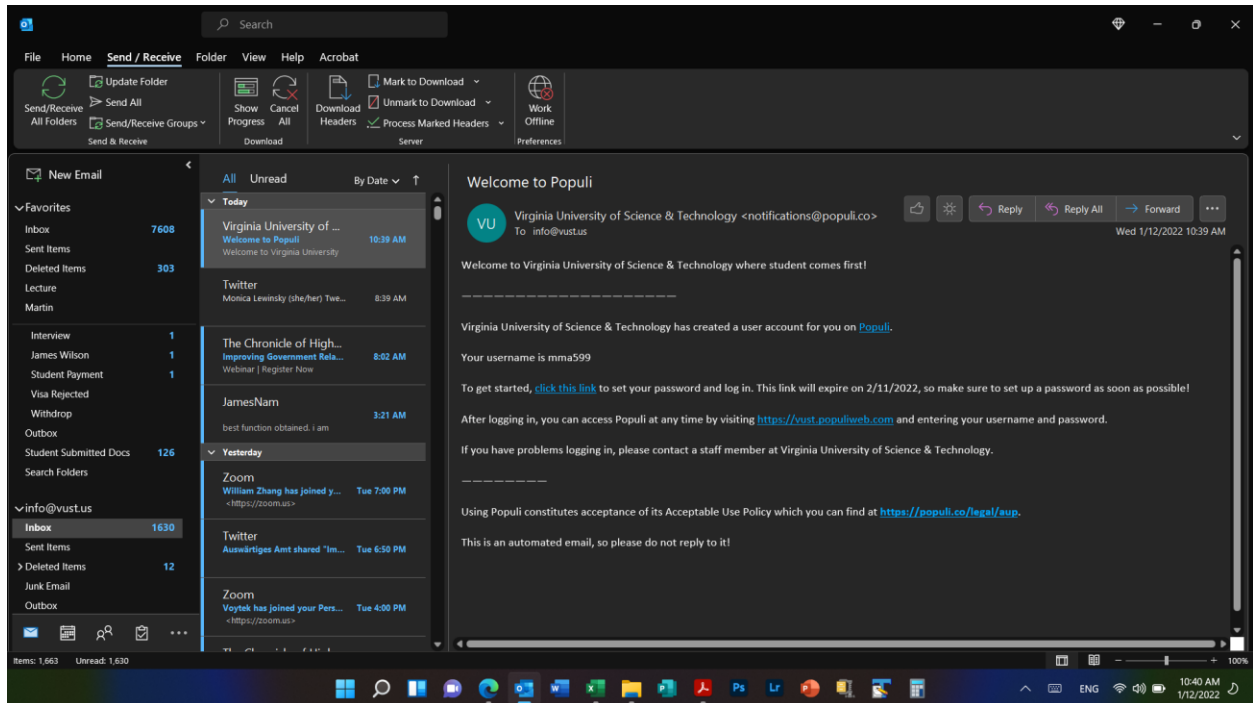 Search
File Home Send / Receive Folder View Help Acrobat
Send/Receive All Folders
Update Folder
Send All
Send/Receive Groups
Send & Receive
Show Progress
Cancel All
Download
Download Headers
Mark to Download
Unmark to Download
Process Marked Headers
Server
Work Offline
Preferences
New Email
Favorites
Inbox 7608
Sent Items
Deleted Items 303
Lecture
Martin
Interview 1
James Wilson 1
Student Payment 1
Visa Rejected
Withdrop
Outbox
Student Submitted Docs 126
Search Folders
info@vust.us
Inbox 1630
Sent Items
Deleted Items 12
Junk Email
Outbox
All Unread By Date
Today
Virginia University of ...
Welcome to Populi 10:39 AM
Welcome to Virginia University
Twitter
Monica Lewinsky (she/her) Twe... 8:39 AM
The Chronicle of High...
Improving Government Rela... 8:02 AM
Webinar | Register Now
JamesNam
3:21 AM
best function obtained. i am
Yesterday
Zoom
William Zhang has joined y... Tue 7:00 PM
<https://zoom.us>
Twitter
Auswärtiges Amt shared "Im... Tue 6:50 PM
Zoom
Voytek has joined your Pers... Tue 4:00 PM
<https://zoom.us>
Welcome to Populi
VU
Virginia University of Science & Technology <notifications@populi.co>
To info@vust.us
Reply Reply All Forward
Wed 1/12/2022 10:39 AM
Welcome to Virginia University of Science & Technology where student comes first!
————————————————————
Virginia University of Science & Technology has created a user account for you on Populi.
Your username is mma599
To get started, click this link to set your password and log in. This link will expire on 2/11/2022, so make sure to set up a password as soon as possible!
After logging in, you can access Populi at any time by visiting https://vust.populiweb.com and entering your username and password.
If you have problems logging in, please contact a staff member at Virginia University of Science & Technology.
————————
Using Populi constitutes acceptance of its Acceptable Use Policy which you can find at https://populi.co/legal/aup.
This is an automated email, so please do not reply to it!
Items: 1,663 Unread: 1,630
100%
Ps Lr
ENG
10:40 AM
1/12/2022